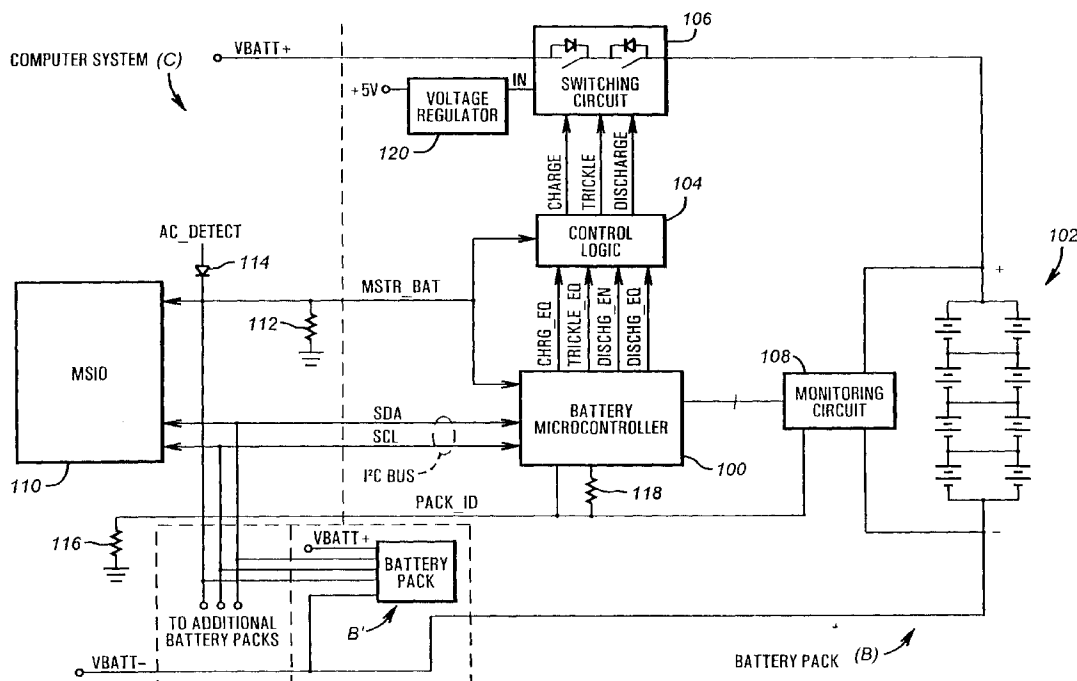 COMPUTER SYSTEM (C)
VBATT+
106
+5V
VOLTAGE
REGULATOR
120
IN
SWITCHING
CIRCUIT
CHARGE
TRICKLE
DISCHARGE
104
CONTROL
LOGIC
AC_DETECT
114
MSTR_BAT
112
CHRG_EQ
TRICKLE_EQ
DISCHG_EN
DISCHG_EQ
102
+
MSIO
110
SDA
SCL
I²C BUS
BATTERY
MICROCONTROLLER
100
108
MONITORING
CIRCUIT
118
PACK_ID
116
-
VBATT+
BATTERY
PACK
B'
TO ADDITIONAL
BATTERY PACKS
VBATT-
BATTERY PACK (B)